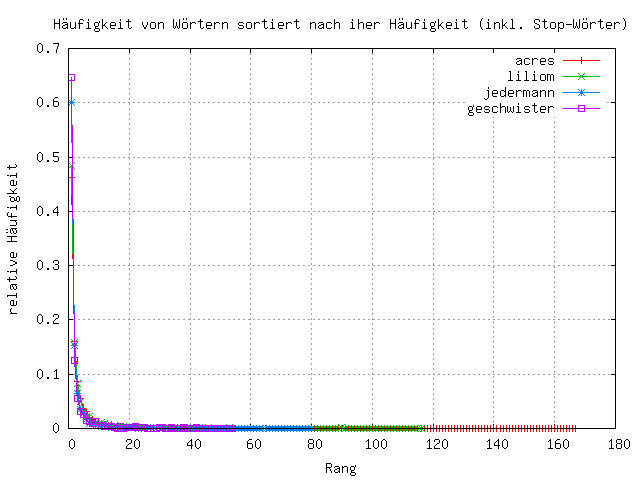 Häufigkeit von Wörtern sortiert nach iher Häufigkeit (inkl. Stop-Wörter)
acres
liliom
jedermann
geschwister
relative Häufigkeit
0.7
0.6
0.5
0.4
0.3
0.2
0.1
0
0 20 40 60 80 100 120 140 160 180
Rang